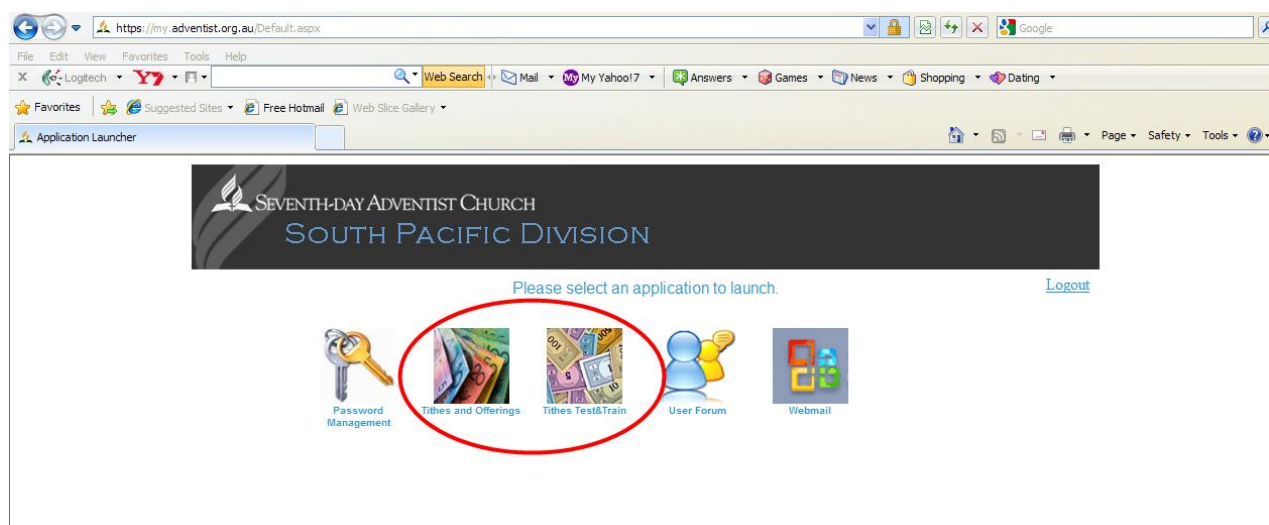 https://my.adventist.org.au/Default.aspx
Google
File Edit View Favorites Tools Help
X Logitech Y7 Web Search Mail My My Yahoo!7 Answers Games News Shopping Dating
Favorites Suggested Sites Free Hotmail Web Slice Gallery
Application Launcher
Page Safety Tools
SEVENTH-DAY ADVENTIST CHURCH
SOUTH PACIFIC DIVISION
Please select an application to launch.
Logout
Password Management
Tithes and Offerings
Tithes Test&Train
User Forum
Webmail